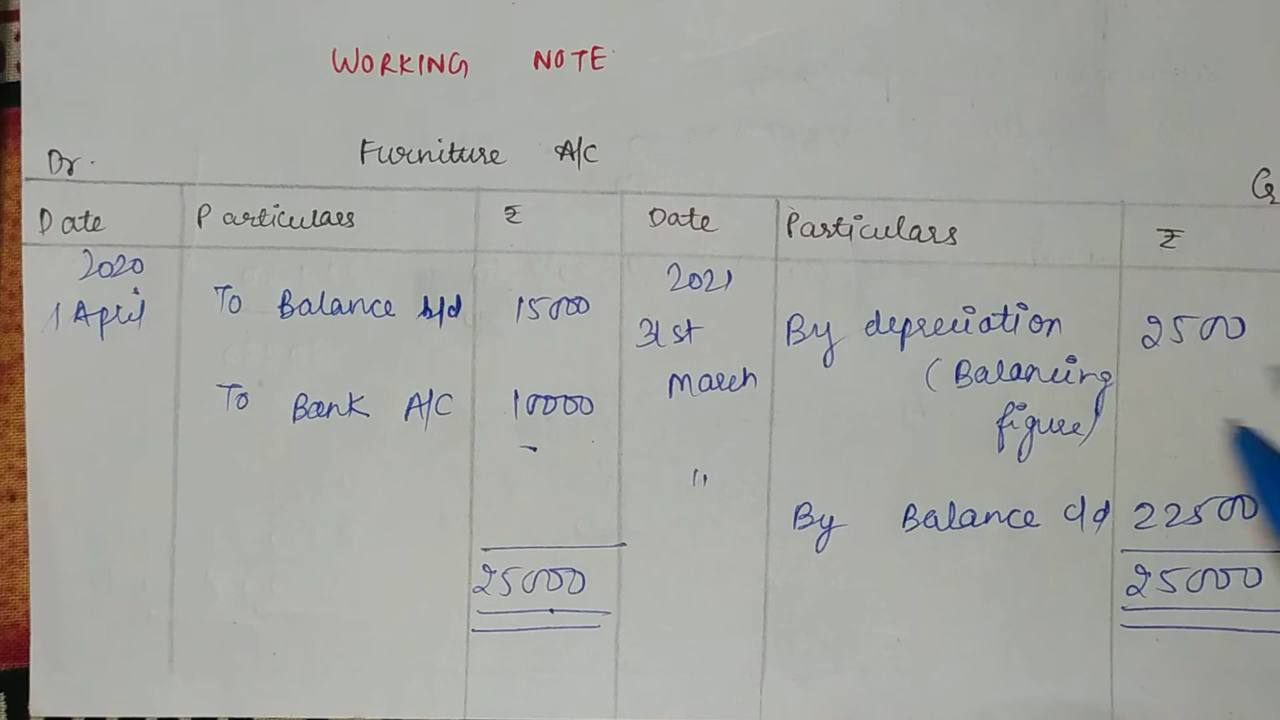 WORKING NOTE
Dr. Furniture A/C Cr
Date Particulars ₹ Date Particulars ₹
2020 2021
1 April To Balance b/d 15000 31st By depreciation 2500
March (Balancing
To Bank A/C 10000 figure)
-
"
By Balance c/d 22500
25000 25000